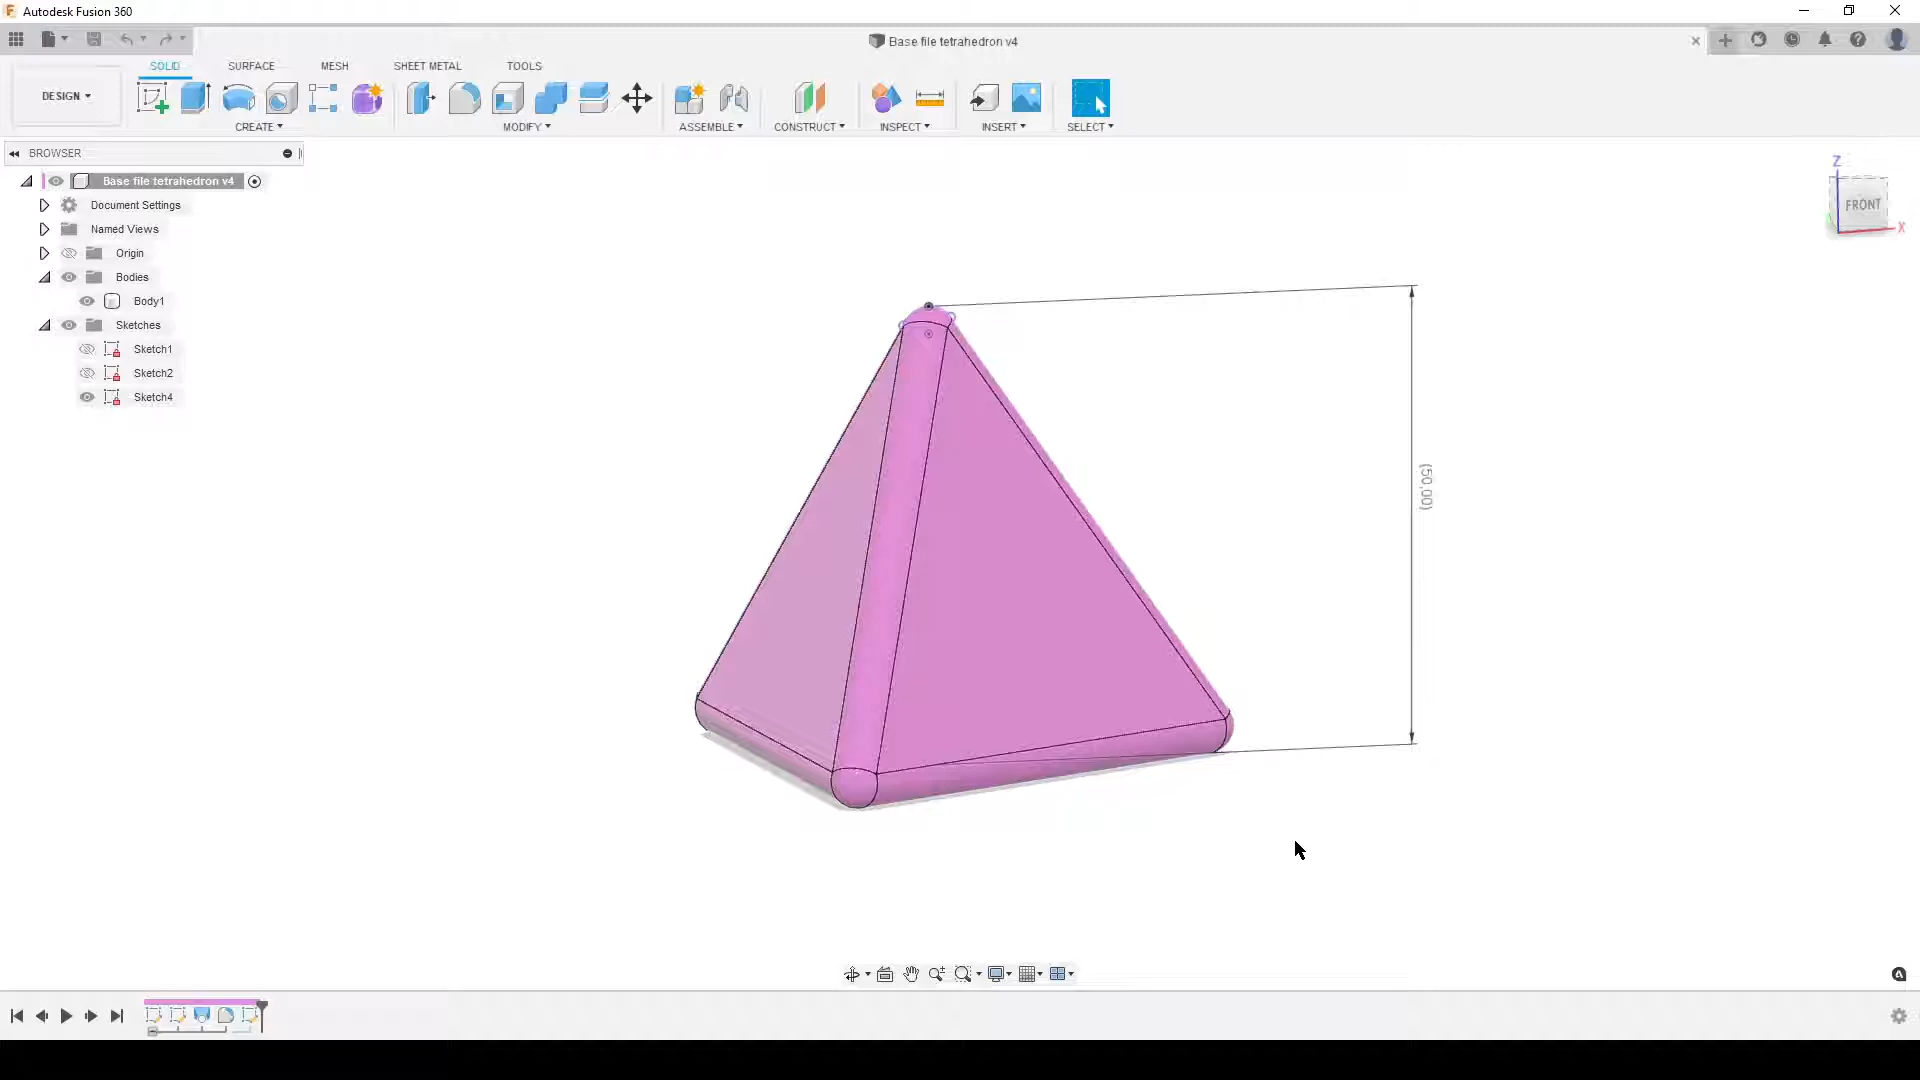 Autodesk Fusion 360
Base file tetrahedron v4
SOLID SURFACE MESH SHEET METAL TOOLS
DESIGN
CREATE MODIFY ASSEMBLE CONSTRUCT INSPECT INSERT SELECT
BROWSER
Base file tetrahedron v4
Document Settings
Named Views
Origin
Bodies
Body1
Sketches
Sketch1
Sketch2
Sketch4
Z
FRONT
X
(50,00)